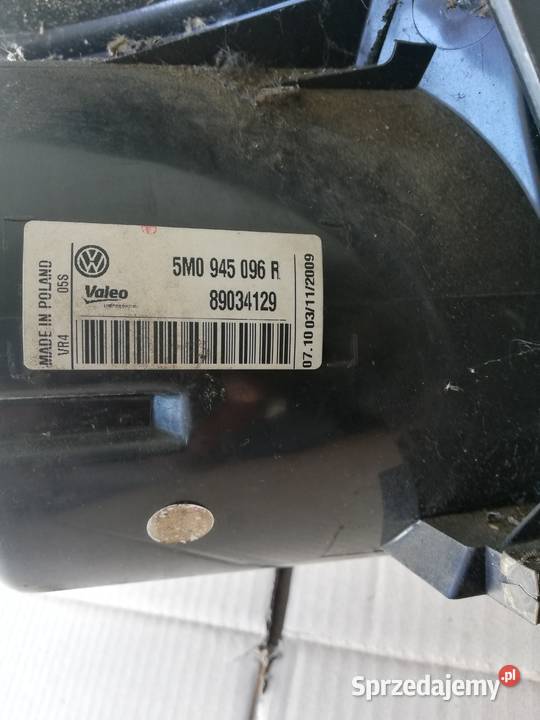 MADE IN POLAND
VR4 05S
5M0 945 096 R
Valeo
89034129
07.10 03/11/2009
Sprzedajemy.pl